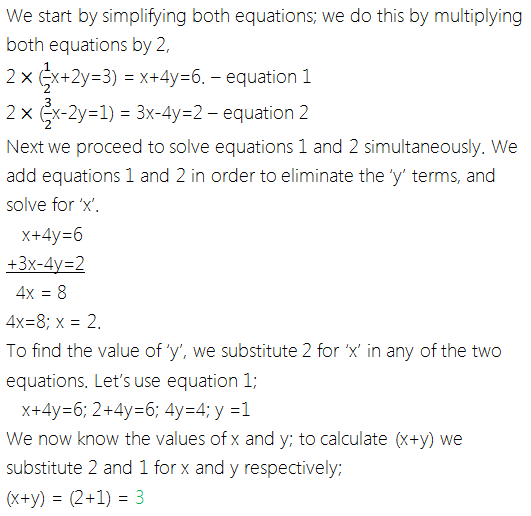 We start by simplifying both equations; we do this by multiplying
both equations by 2,
2 × (1/2x+2y=3) = x+4y=6. – equation 1
2 × (3/2x-2y=1) = 3x-4y=2 – equation 2
Next we proceed to solve equations 1 and 2 simultaneously. We
add equations 1 and 2 in order to eliminate the ‘y’ terms, and
solve for ‘x’.
x+4y=6
+3x-4y=2
4x = 8
4x=8; x = 2.
To find the value of ‘y’, we substitute 2 for ‘x’ in any of the two
equations. Let’s use equation 1;
x+4y=6; 2+4y=6; 4y=4; y =1
We now know the values of x and y; to calculate (x+y) we
substitute 2 and 1 for x and y respectively;
(x+y) = (2+1) = 3